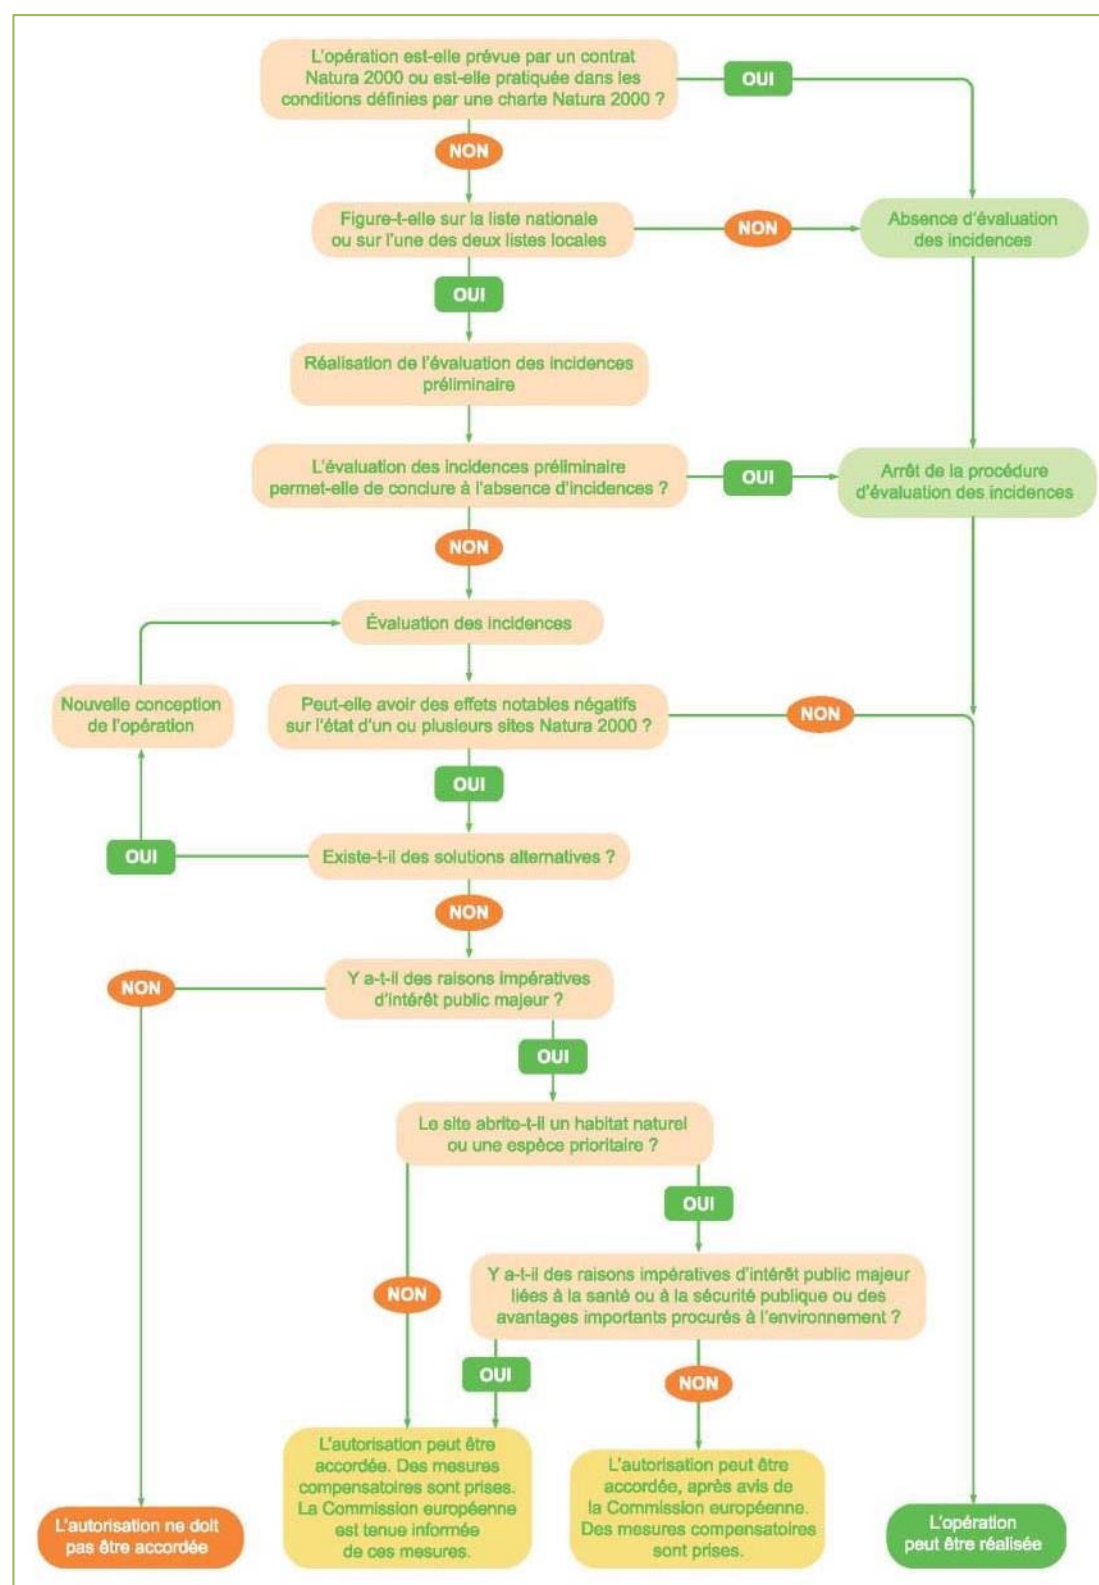 L'opération est-elle prévue par un contrat
Natura 2000 ou est-elle pratiquée dans les
conditions définies par une charte Natura 2000 ?
OUI
NON
Figure-t-elle sur la liste nationale
ou sur l'une des deux listes locales
NON
Absence d'évaluation
des incidences
OUI
Réalisation de l'évaluation des incidences
préliminaire
L'évaluation des incidences préliminaire
permet-elle de conclure à l'absence d'incidences ?
OUI
Arrêt de la procédure
d'évaluation des incidences
NON
Évaluation des incidences
Nouvelle conception
de l'opération
Peut-elle avoir des effets notables négatifs
sur l'état d'un ou plusieurs sites Natura 2000 ?
NON
OUI
OUI
Existe-t-il des solutions alternatives ?
NON
NON
Y a-t-il des raisons impératives
d'intérêt public majeur ?
OUI
Le site abrite-t-il un habitat naturel
ou une espèce prioritaire ?
OUI
NON
Y a-t-il des raisons impératives d'intérêt public majeur
liées à la santé ou à la sécurité publique ou des
avantages importants procurés à l'environnement ?
OUI
NON
L'autorisation ne doit
pas être accordée
L'autorisation peut être
accordée. Des mesures
compensatoires sont prises.
La Commission européenne
est tenue informée
de ces mesures.
L'autorisation peut être
accordée, après avis de
la Commission européenne.
Des mesures compensatoires
sont prises.
L'opération
peut être réalisée